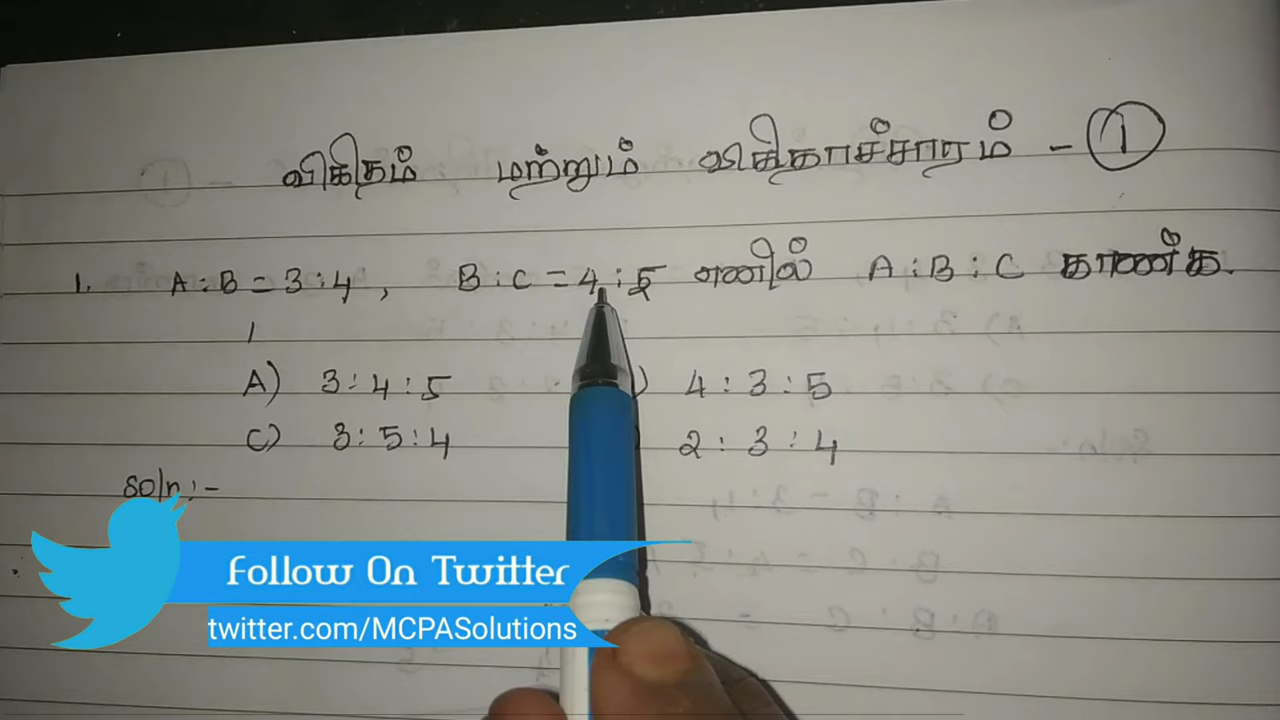 விகிதம் மற்றும் விகிதாச்சாரம் - 1
1. A : B = 3 : 4 , B : C = 4 : 5 எனில் A : B : C காண்க.
A) 3 : 4 : 5 ) 4 : 3 : 5
C) 3 : 5 : 4 2 : 3 : 4
Soln :-
Follow On Twitter
twitter.com/MCPASolutions